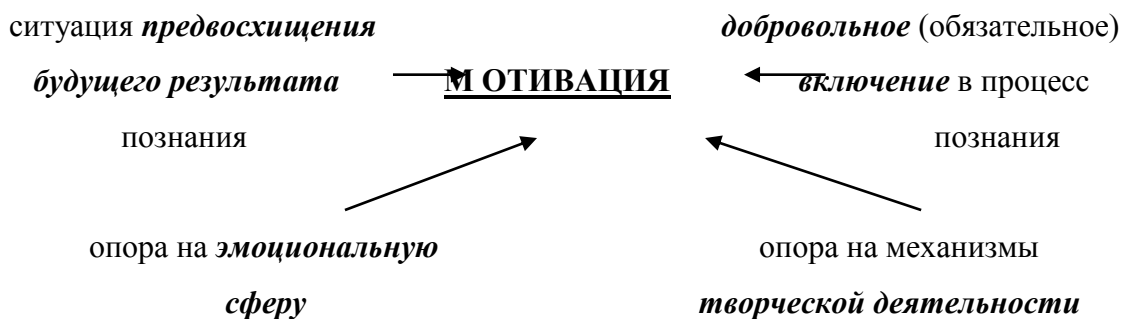 ситуация предвосхищения
будущего результата
познания
М ОТИВАЦИЯ
добровольное (обязательное)
включение в процесс
познания
опора на эмоциональную
сферу
опора на механизмы
творческой деятельности